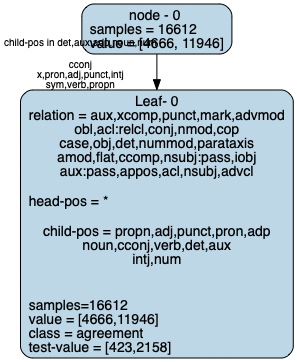 node - 0
samples = 16612
value = [4666, 11946]
child-pos in det,aux,
cconj
x,pron,adj,punct,intj
sym,verb,propn
Leaf- 0
relation = aux,xcomp,punct,mark,advmod
obl,acl:relcl,conj,nmod,cop
case,obj,det,nummod,parataxis
amod,flat,ccomp,nsubj:pass,iobj
aux:pass,appos,acl,nsubj,advcl
head-pos = *
child-pos = propn,adj,punct,pron,adp
noun,cconj,verb,det,aux
intj,num
samples=16612
value = [4666,11946]
class = agreement
test-value = [423,2158]